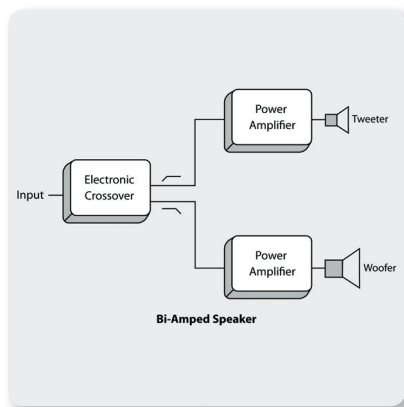 Power
Amplifier
Tweeter
Electronic
Crossover
Input
Power
Amplifier
Woofer
Bi-Amped Speaker